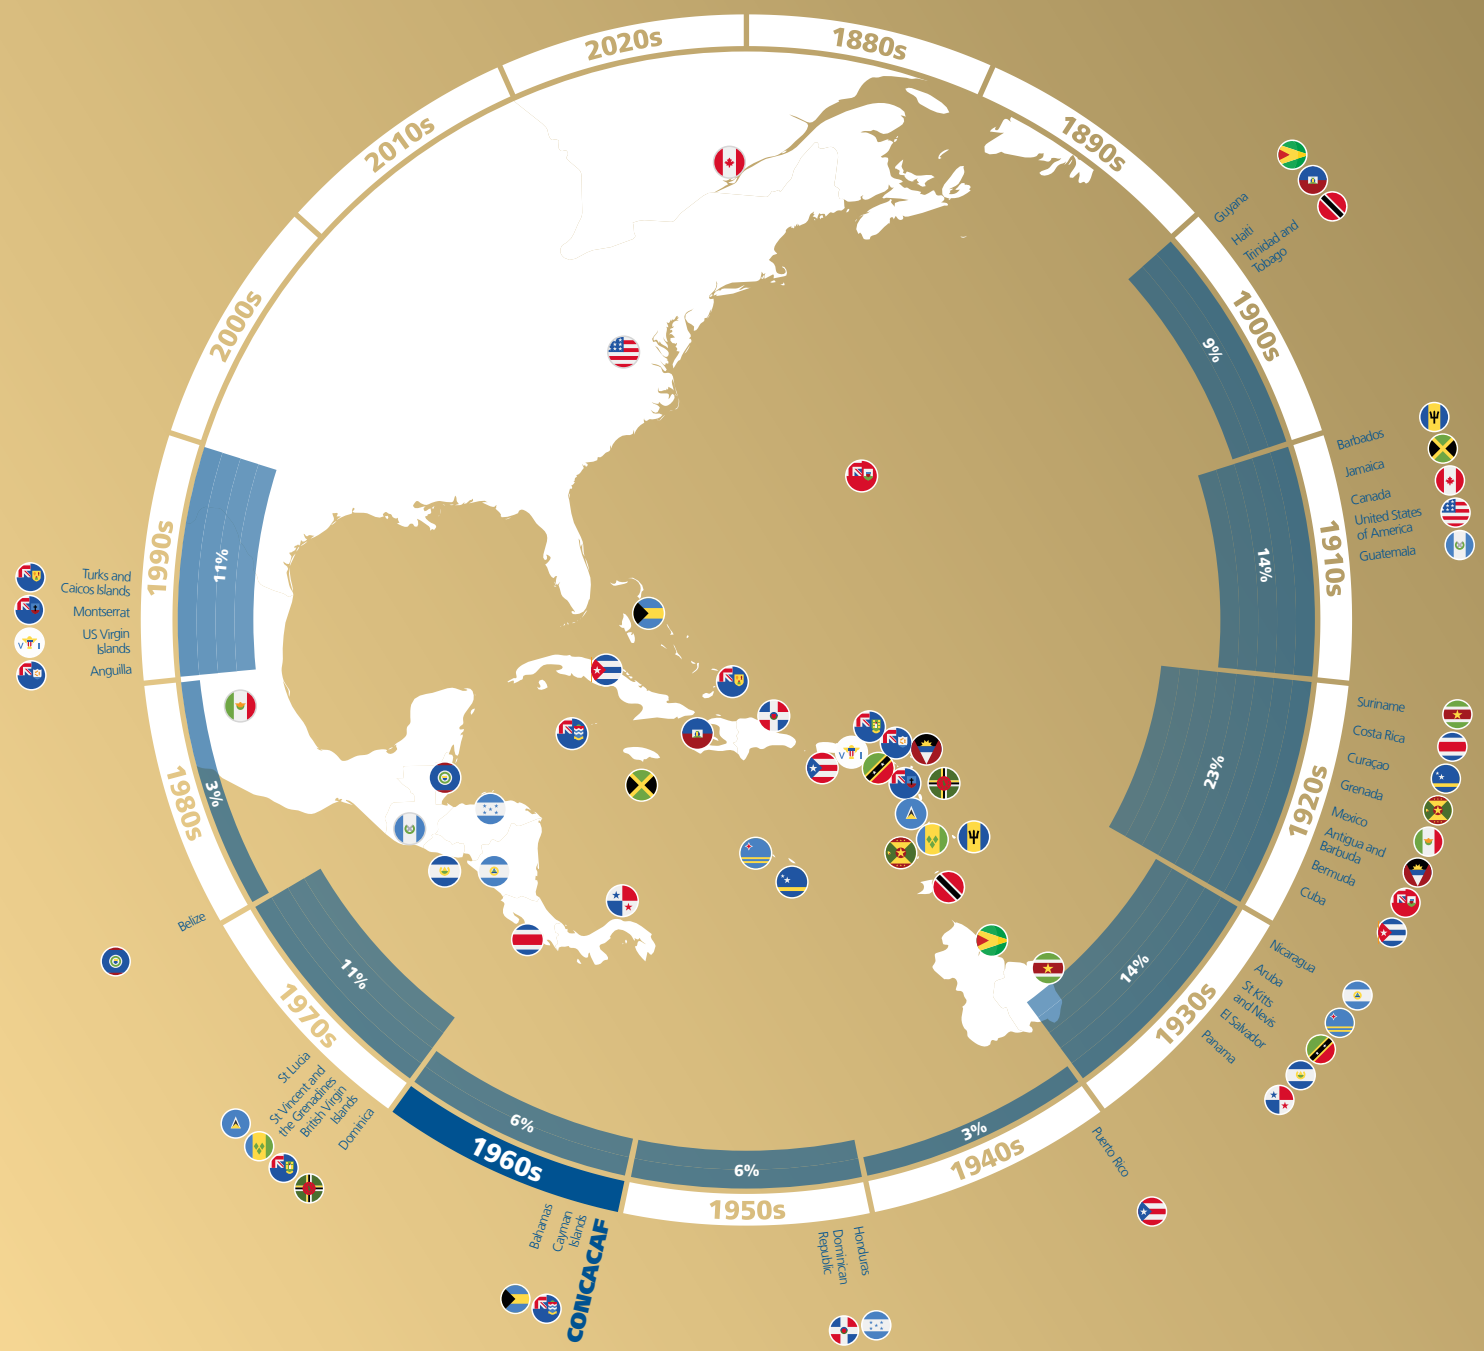 1880s
1890s
Guyana
Haiti
Trinidad and
Tobago
1900s
9%
Barbados
Jamaica
Canada
United States
of America
Guatemala
1910s
14%
Suriname
Costa Rica
Curaçao
Grenada
Mexico
Antigua and
Barbuda
Bermuda
Cuba
1920s
23%
Nicaragua
Aruba
St Kitts
and Nevis
El Salvador
Panama
1930s
14%
Puerto Rico
1940s
3%
Honduras
Dominican
Republic
1950s
6%
CONCACAF
Cayman
Islands
Bahamas
1960s
6%
Dominica
British Virgin
Islands
St Vincent and
the Grenadines
St Lucia
1970s
11%
Belize
1980s
3%
Turks and
Caicos Islands
Montserrat
US Virgin
Islands
Anguilla
1990s
11%
2000s
2010s
2020s
V I
V I